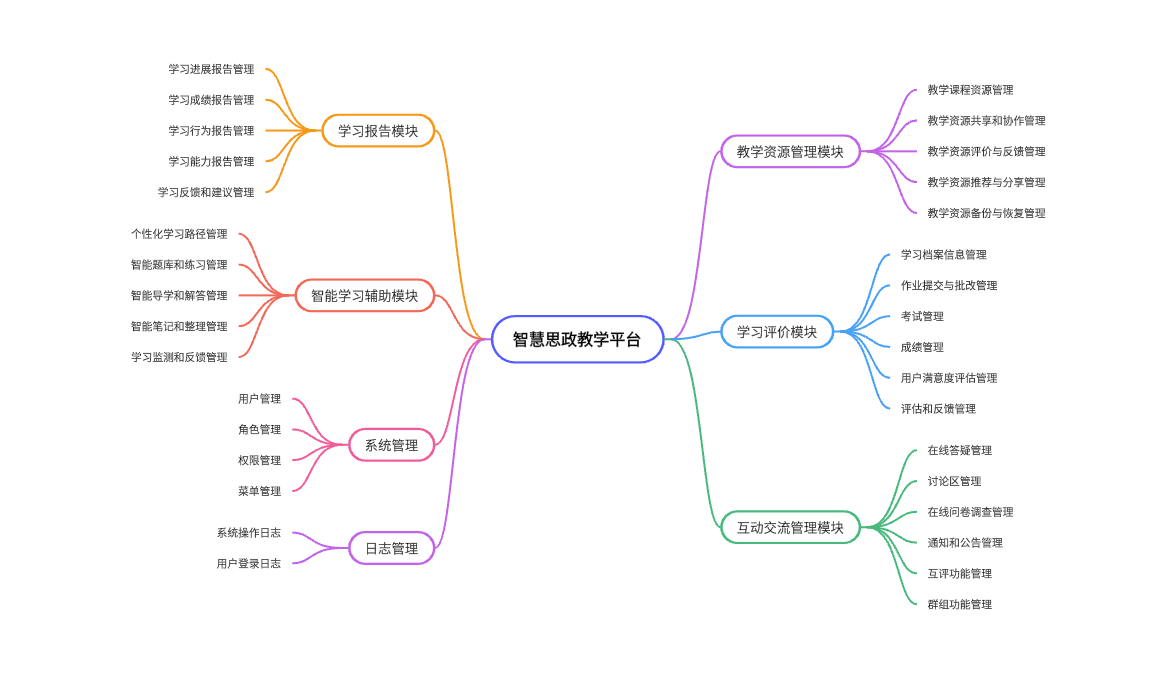 智慧思政教学平台
学习报告模块
学习进展报告管理
学习成绩报告管理
学习行为报告管理
学习能力报告管理
学习反馈和建议管理
智能学习辅助模块
个性化学习路径管理
智能题库和练习管理
智能导学和解答管理
智能笔记和整理管理
学习监测和反馈管理
系统管理
用户管理
角色管理
权限管理
菜单管理
日志管理
系统操作日志
用户登录日志
教学资源管理模块
教学课程资源管理
教学资源共享和协作管理
教学资源评价与反馈管理
教学资源推荐与分享管理
教学资源备份与恢复管理
学习评价模块
学习档案信息管理
作业提交与批改管理
考试管理
成绩管理
用户满意度评估管理
评估和反馈管理
互动交流管理模块
在线答疑管理
讨论区管理
在线问卷调查管理
通知和公告管理
互评功能管理
群组功能管理